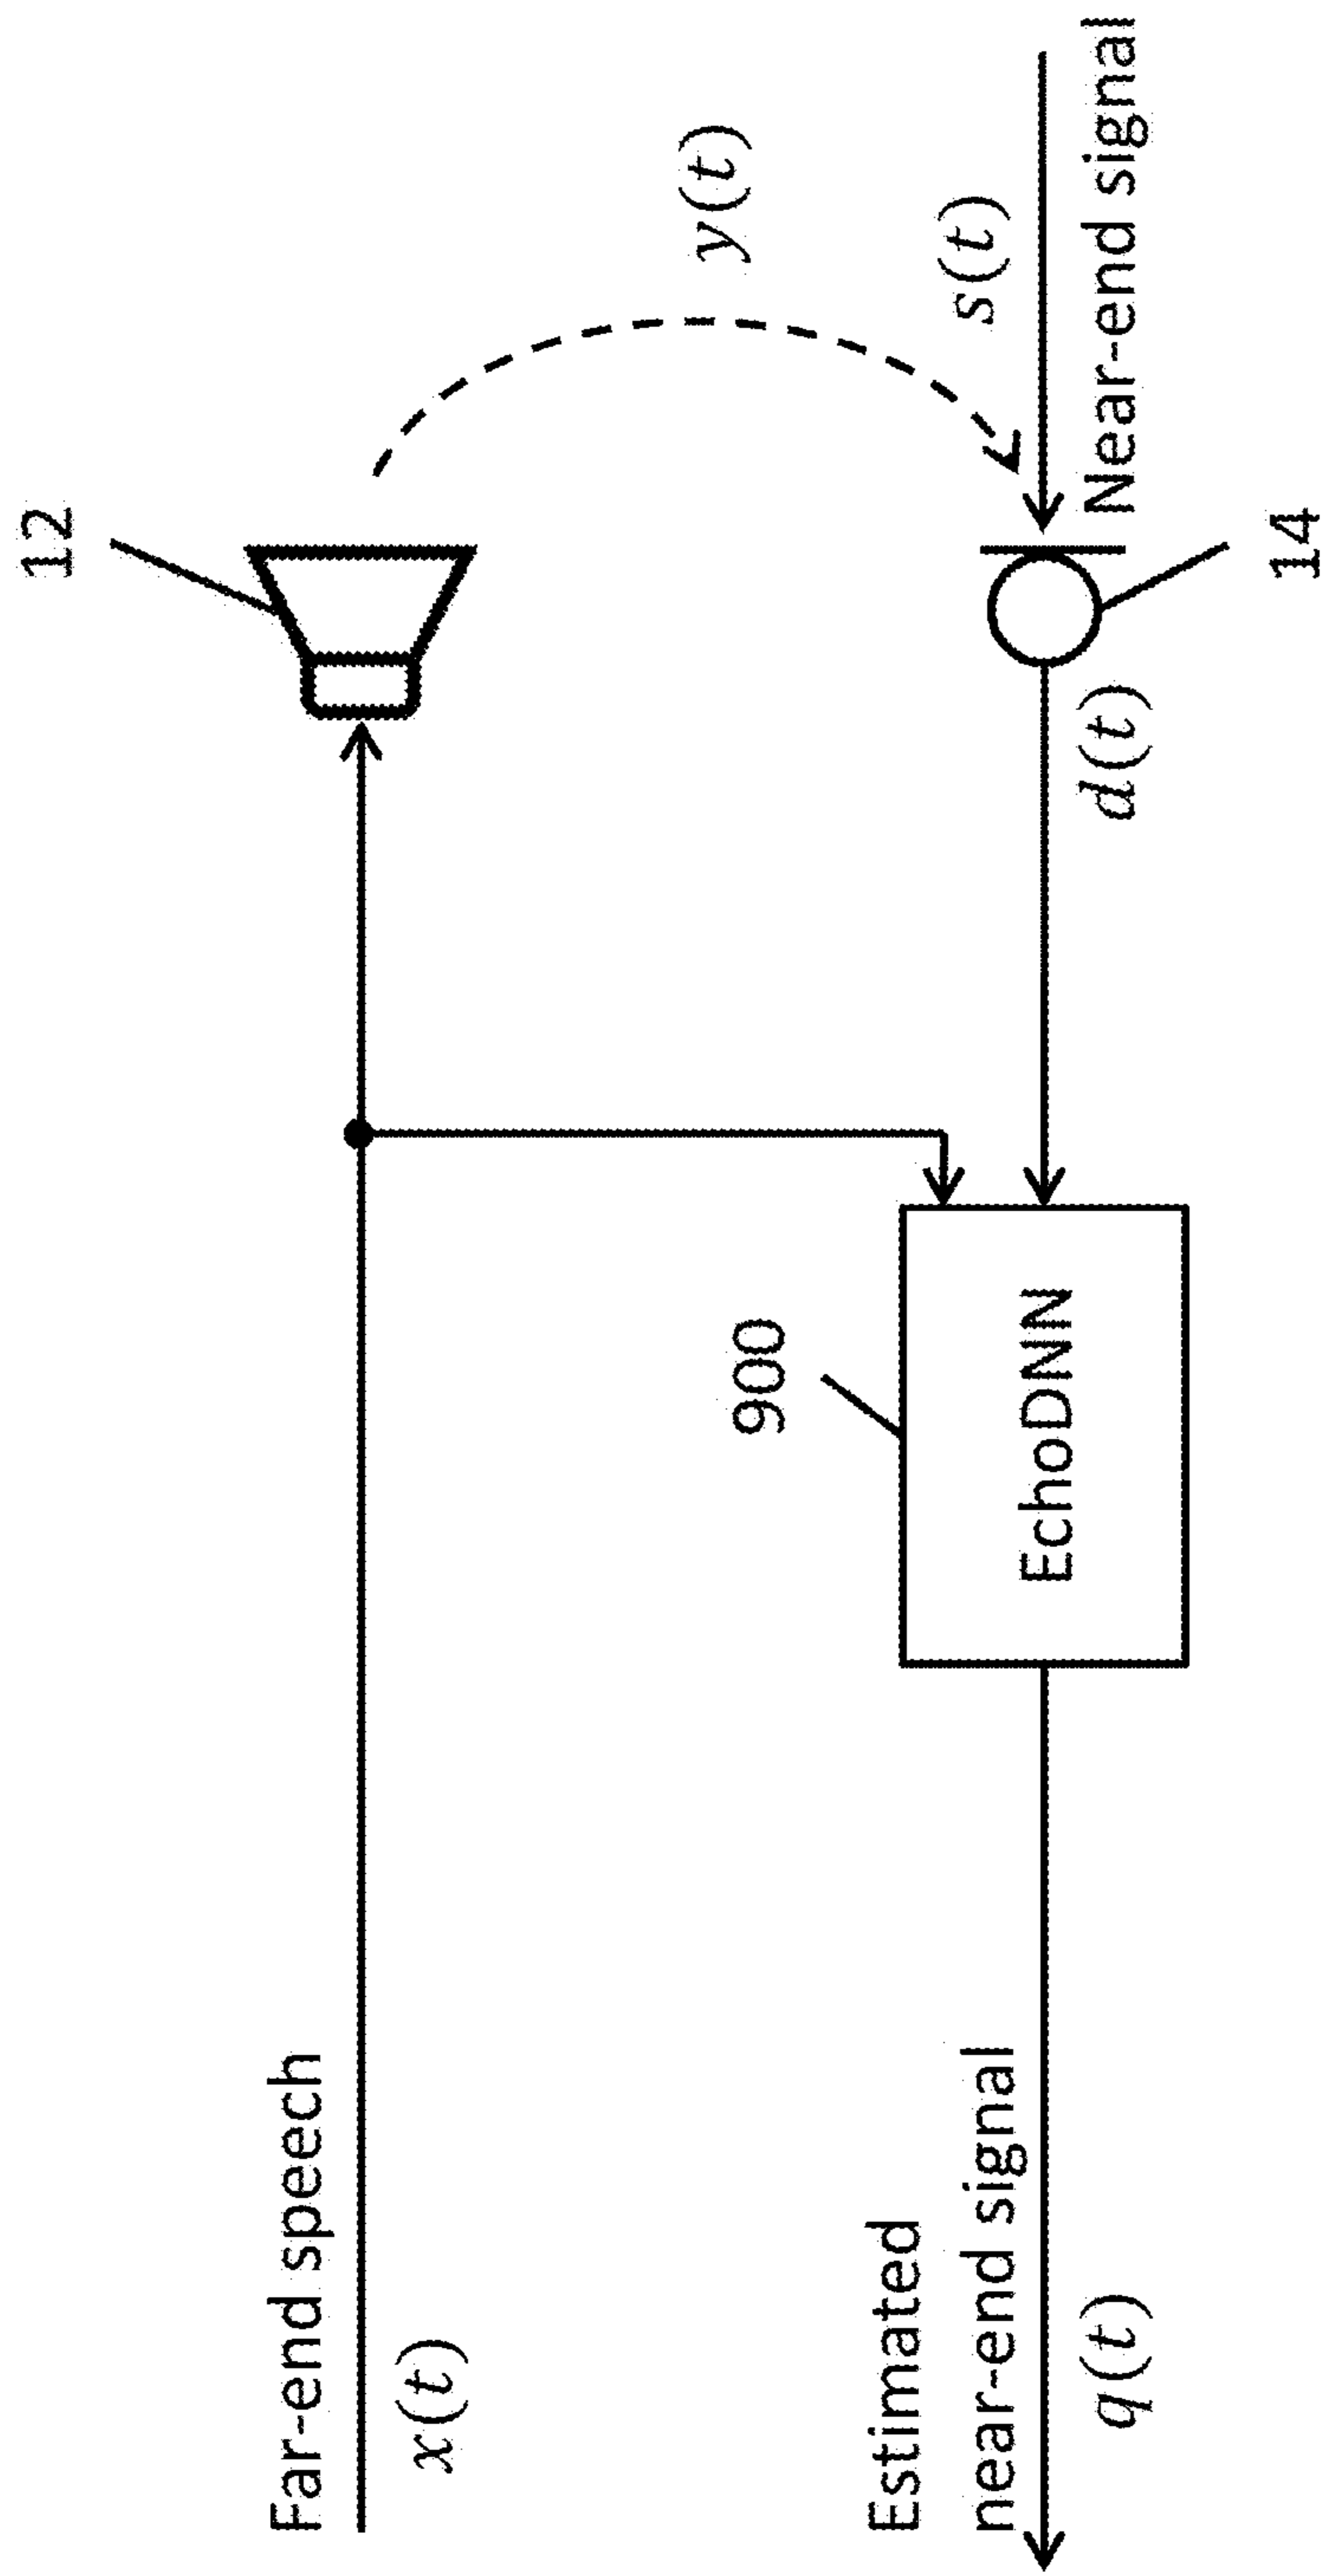 Far-end speech
x(t)
12
y(t)
900
EchoDNN
Estimated
near-end signal
q(t)
d(t)
s(t)
Near-end signal
14